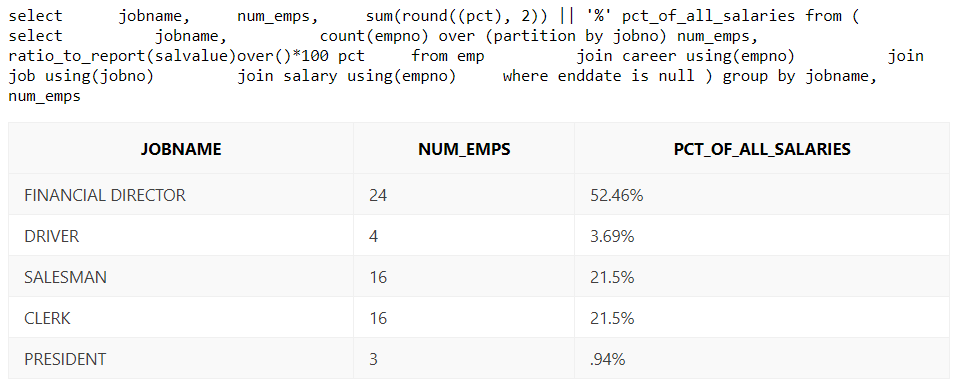 select jobname, num_emps, sum(round((pct), 2)) || '%' pct_of_all_salaries from (
select jobname, count(empno) over (partition by jobno) num_emps,
ratio_to_report(salvalue)over()*100 pct from emp join career using(empno) join
job using(jobno) join salary using(empno) where enddate is null ) group by jobname,
num_emps
JOBNAME NUM_EMPS PCT_OF_ALL_SALARIES
FINANCIAL DIRECTOR 24 52.46%
DRIVER 4 3.69%
SALESMAN 16 21.5%
CLERK 16 21.5%
PRESIDENT 3 .94%